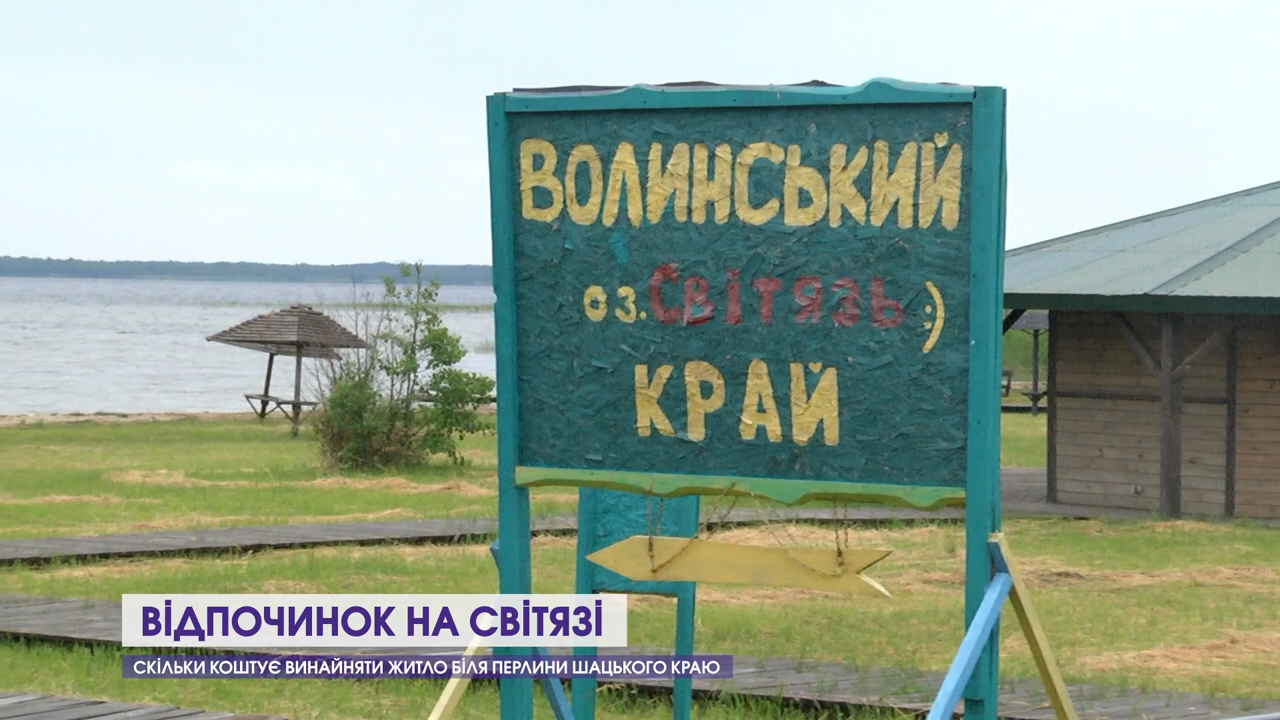 ВОЛИНСЬКИЙ
оз. Світязь :)
КРАЙ
ВІДПОЧИНОК НА СВІТЯЗІ
СКІЛЬКИ КОШТУЄ ВИНАЙНЯТИ ЖИТЛО БІЛЯ ПЕРЛИНИ ШАЦЬКОГО КРАЮ